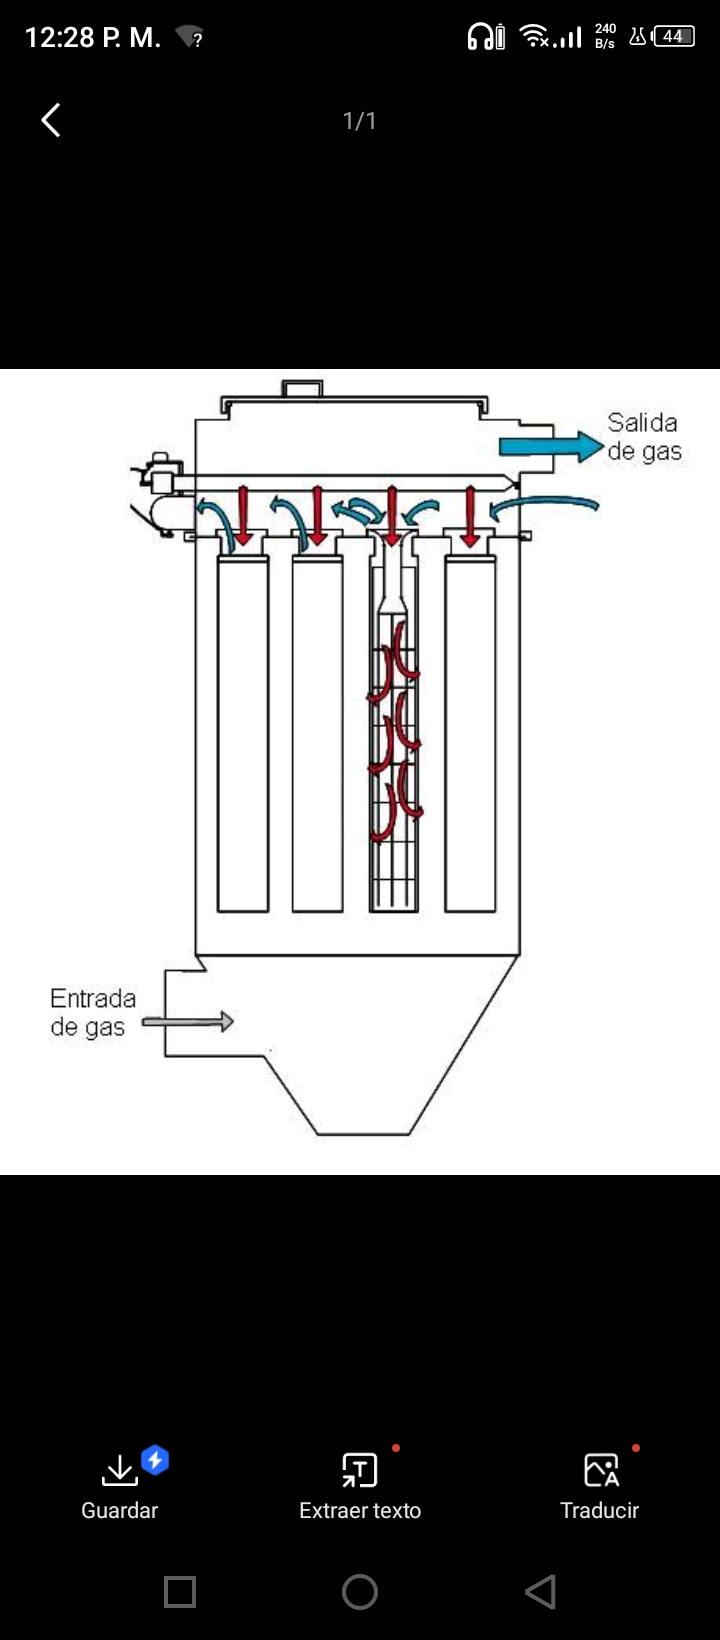 12:28 P. M.
?
240
B/s
44
1/1
Salida
de gas
Entrada
de gas
Guardar
Extraer texto
Traducir